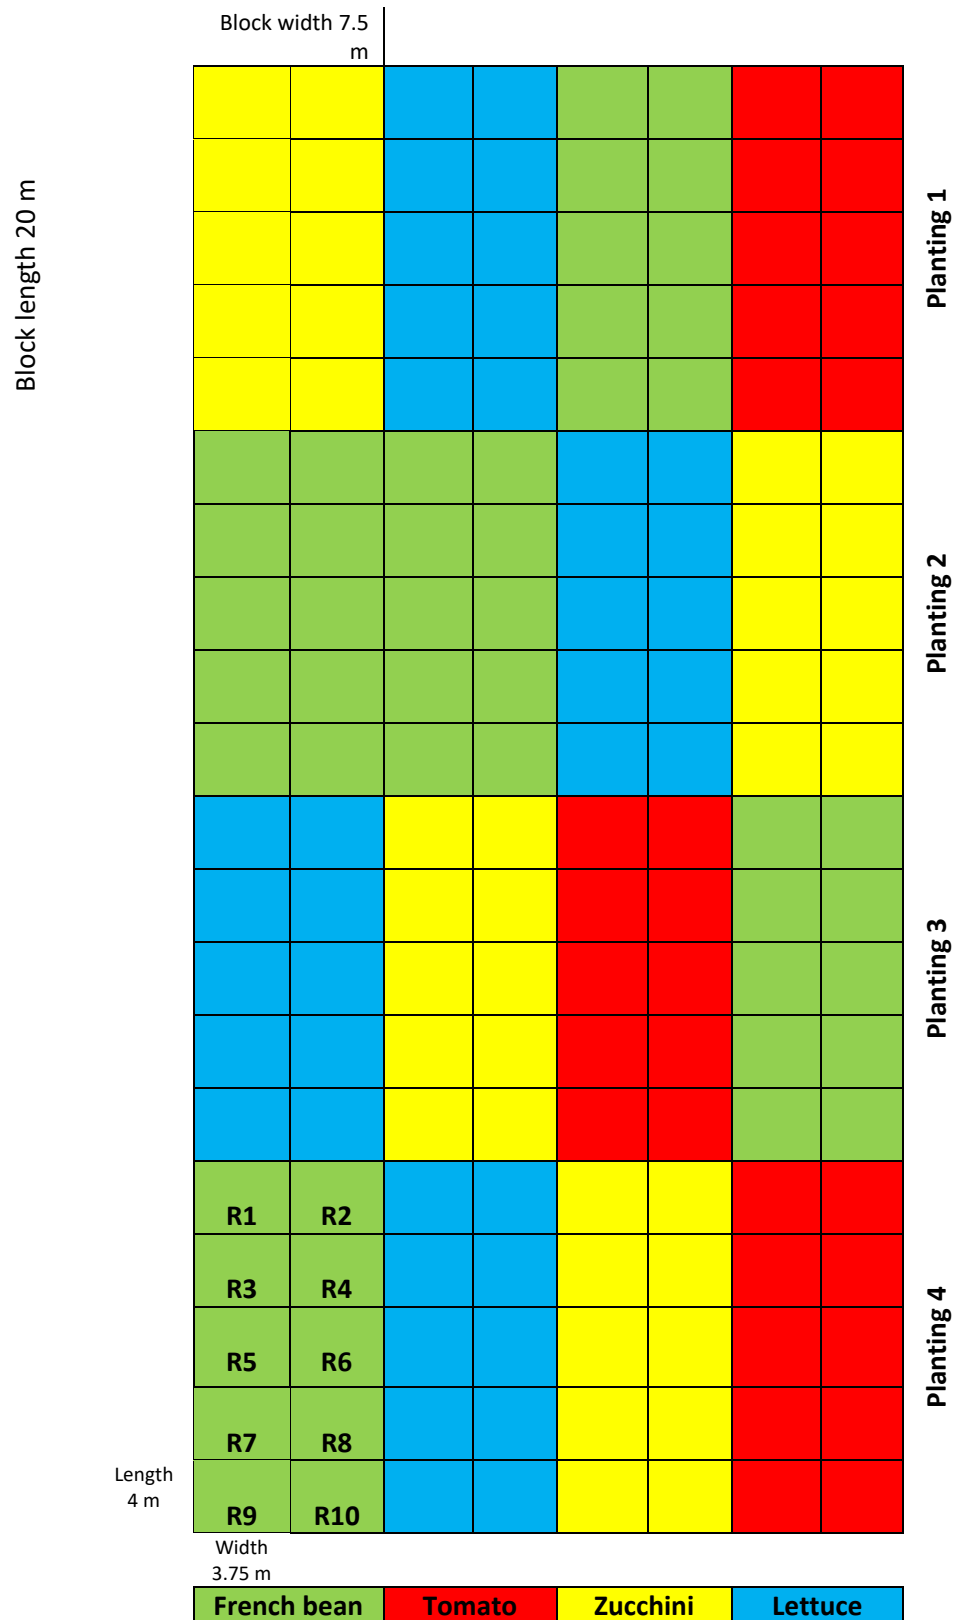 Block width 7.5
m
Block length 20 m
Planting 1
Planting 2
Planting 3
R1 R2
R3 R4
R5 R6
R7 R8
R9 R10
Planting 4
Length
4 m
Width
3.75 m
French bean Tomato Zucchini Lettuce